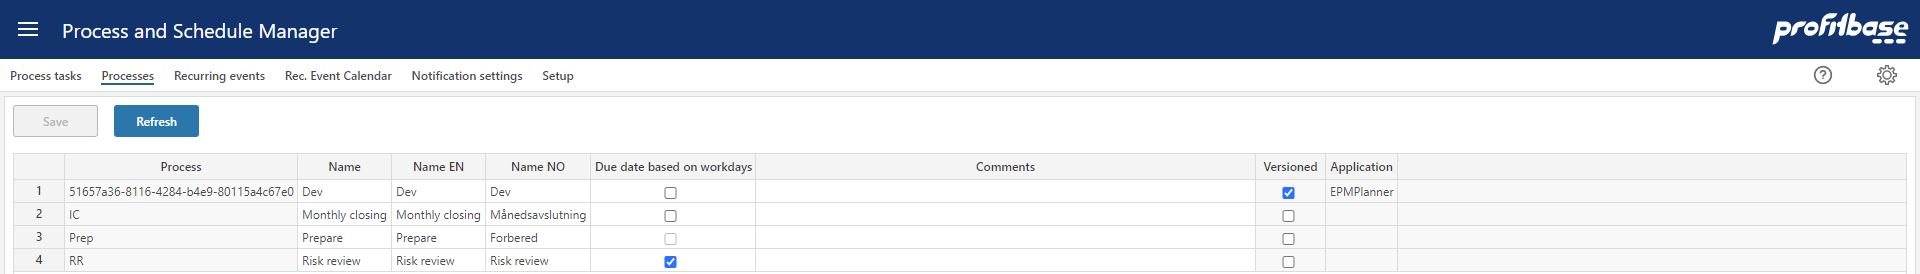 Process and Schedule Manager
profitbase
Process tasks Processes Recurring events Rec. Event Calendar Notification settings Setup
Save Refresh
Process Name Name EN Name NO Due date based on workdays Comments Versioned Application
1 51657a36-8116-4284-b4e9-80115a4c67e0 Dev Dev Dev EPMPlanner
2 IC Monthly closing Monthly closing Månedsavslutning
3 Prep Prepare Prepare Forbered
4 RR Risk review Risk review Risk review